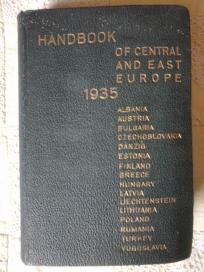 HANDBOOK
OF CENTRAL
AND EAST
EUROPE
1935
ALBANIA
AUSTRIA
BULGARIA
CZECHOSLOVAKIA
DANZIG
ESTONIA
FINLAND
GREECE
HUNGARY
LATVIA
LIECHTENSTEIN
LITHUANIA
POLAND
RUMANIA
TURKEY
YUGOSLAVIA